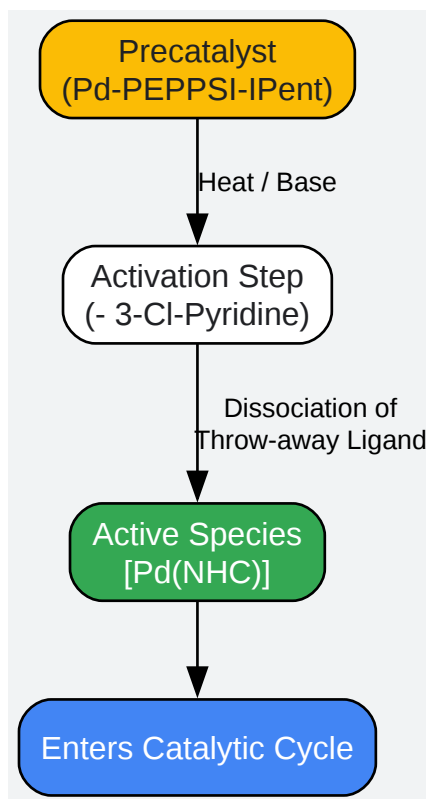 Precatalyst
(Pd-PEPPSI-IPent)
Heat / Base
Activation Step
(- 3-Cl-Pyridine)
Dissociation of
Throw-away Ligand
Active Species
[Pd(NHC)]
Enters Catalytic Cycle